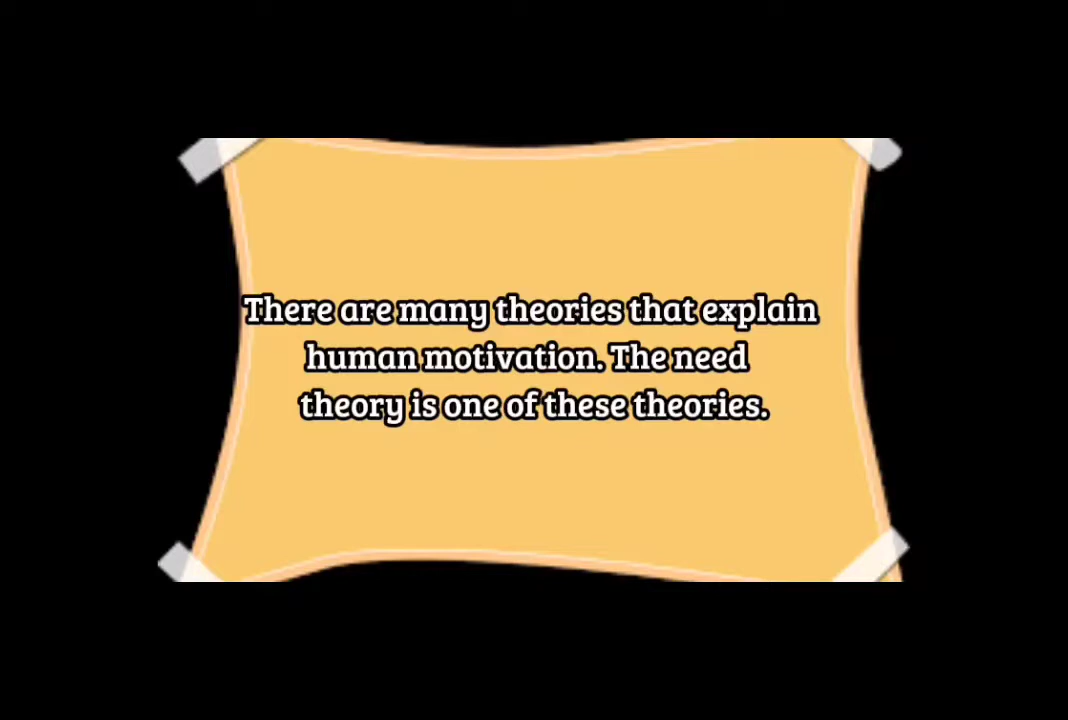 There are many theories that explain
human motivation. The need
theory is one of these theories.